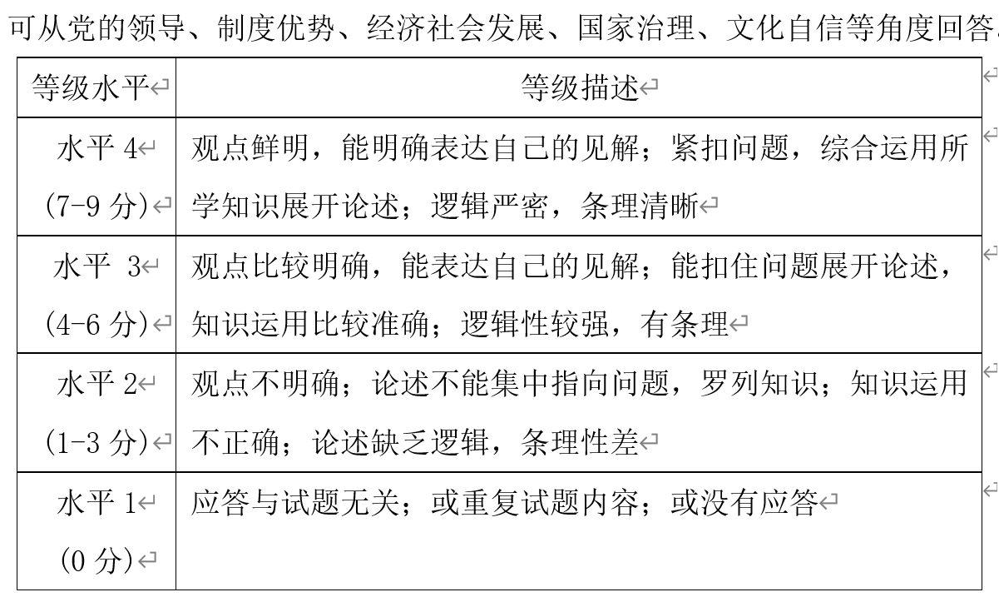 可从党的领导、制度优势、经济社会发展、国家治理、文化自信等角度回答.
等级水平↵ 等级描述↵
水平 4↵ 观点鲜明，能明确表达自己的见解；紧扣问题，综合运用所
(7-9 分)↵ 学知识展开论述；逻辑严密，条理清晰↵
水平 3↵ 观点比较明确，能表达自己的见解；能扣住问题展开论述，
(4-6 分)↵ 知识运用比较准确；逻辑性较强，有条理↵
水平 2↵ 观点不明确；论述不能集中指向问题，罗列知识；知识运用
(1-3 分)↵ 不正确；论述缺乏逻辑，条理性差↵
水平 1↵ 应答与试题无关；或重复试题内容；或没有应答↵
(0 分)↵